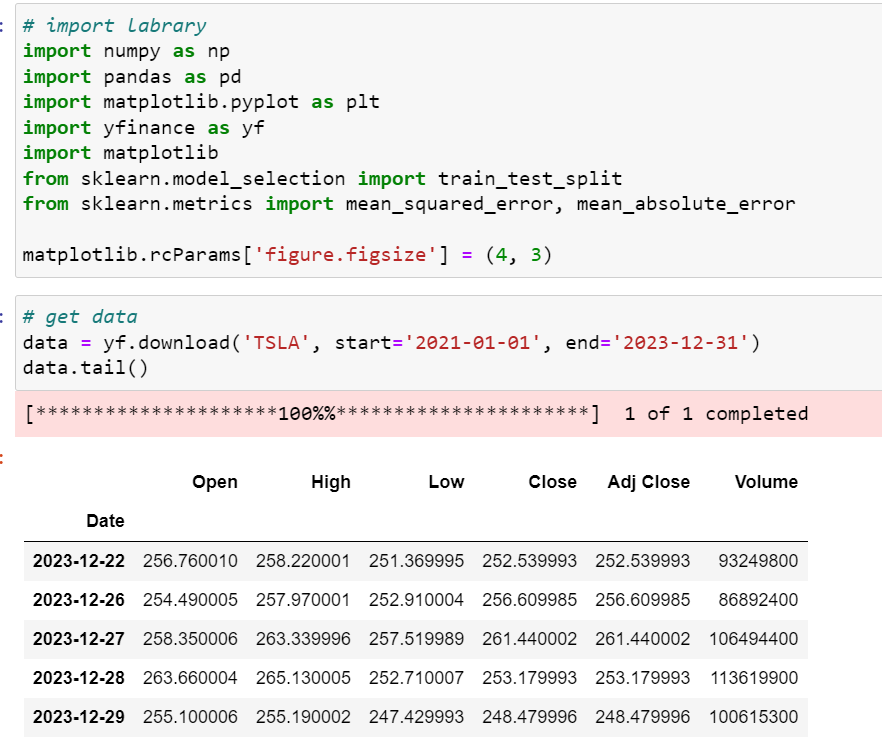 # import Labrary
import numpy as np
import pandas as pd
import matplotlib.pyplot as plt
import yfinance as yf
import matplotlib
from sklearn.model_selection import train_test_split
from sklearn.metrics import mean_squared_error, mean_absolute_error
matplotlib.rcParams['figure.figsize'] = (4, 3)
# get data
data = yf.download('TSLA', start='2021-01-01', end='2023-12-31')
data.tail()
[*********************100%%**********************]  1 of 1 completed
Open High Low Close Adj Close Volume
Date
2023-12-22 256.760010 258.220001 251.369995 252.539993 252.539993 93249800
2023-12-26 254.490005 257.970001 252.910004 256.609985 256.609985 86892400
2023-12-27 258.350006 263.339996 257.519989 261.440002 261.440002 106494400
2023-12-28 263.660004 265.130005 252.710007 253.179993 253.179993 113619900
2023-12-29 255.100006 255.190002 247.429993 248.479996 248.479996 100615300